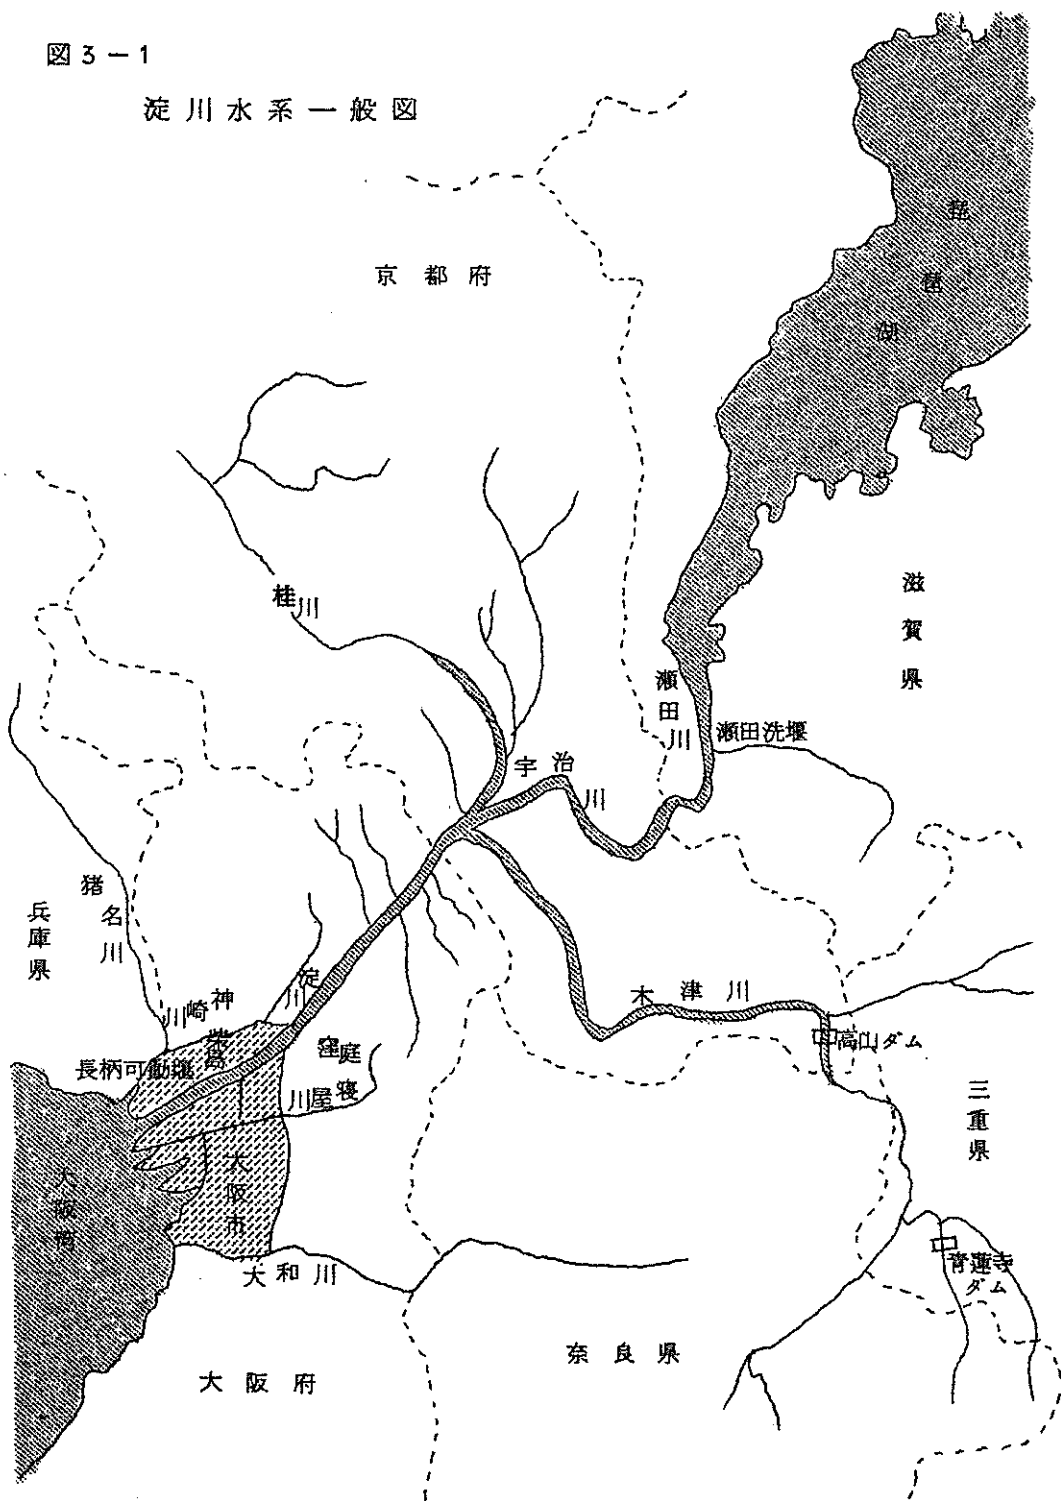 図3-1
淀川水系一般図
京都府
琵琶湖
滋賀県
桂川
瀬田川
瀬田洗堰
宇治川
猪名川
兵庫県
淀川
神崎川
柴島
長柄可動堰
木津川
高山ダム
三重県
寝屋川
大阪市
大阪湾
大和川
青蓮寺
ダム
奈良県
大阪府